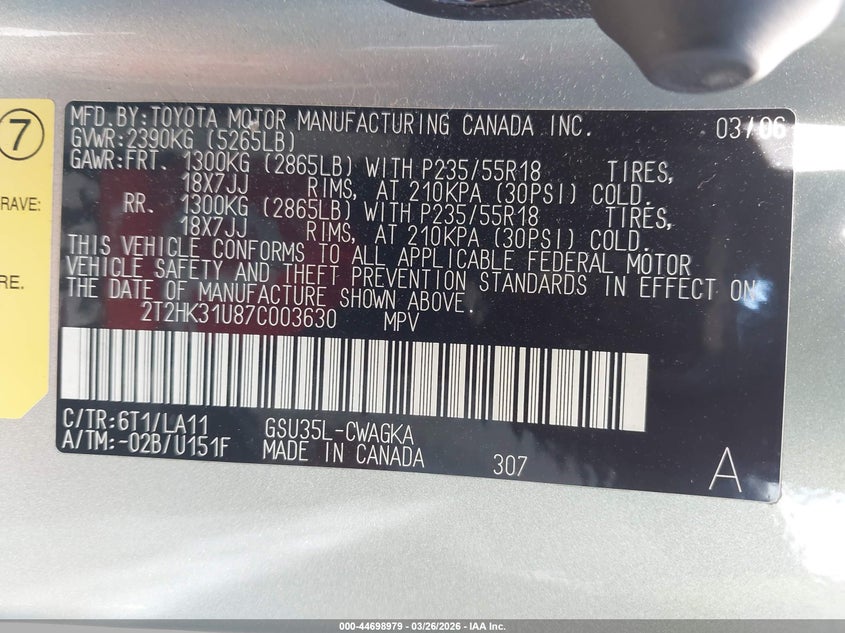 7
RAVE:
RE.
MFD. BY: TOYOTA MOTOR MANUFACTURING CANADA INC. 03/06
GVWR: 2390KG (5265LB)
GAWR: FRT. 1300KG (2865LB) WITH P235/55R18 TIRES,
18X7JJ RIMS, AT 210KPA (30PSI) COLD.
RR. 1300KG (2865LB) WITH P235/55R18 TIRES,
18X7JJ RIMS, AT 210KPA (30PSI) COLD.
THIS VEHICLE CONFORMS TO ALL APPLICABLE FEDERAL MOTOR
VEHICLE SAFETY AND THEFT PREVENTION STANDARDS IN EFFECT ON
THE DATE OF MANUFACTURE SHOWN ABOVE.
2T2HK31U87C003630 MPV
C/TR: 6T1/LA11 GSU35L-CWAGKA
A/TM: -02B/U151F MADE IN CANADA 307 A
000-44698979 - 03/26/2026 - IAA Inc.